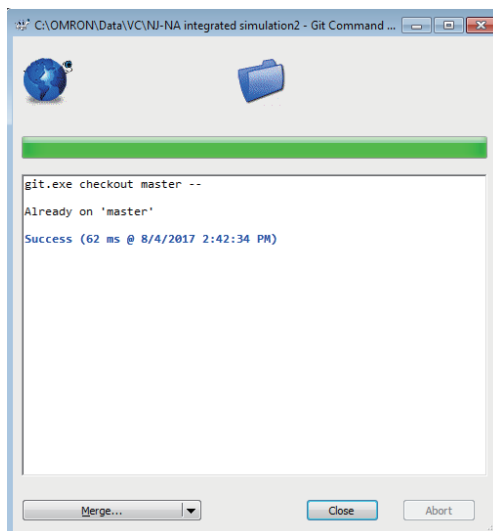 C:\OMRON\Data\VC\NJ-NA integrated simulation2 - Git Command ...
git.exe checkout master --
Already on 'master'
Success (62 ms @ 8/4/2017 2:42:34 PM)
Merge...
Close
Abort